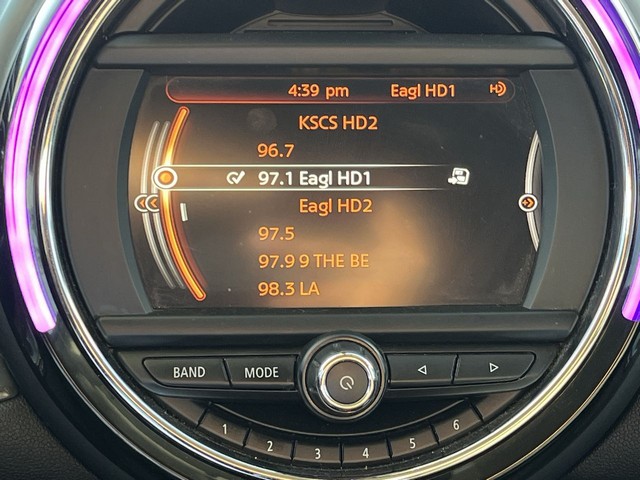 4:39 pm Eagl HD1 HD
KSCS HD2
96.7
97.1 Eagl HD1
Eagl HD2
97.5
97.9 9 THE BE
98.3 LA
BAND MODE
1 2 3 4 5 6